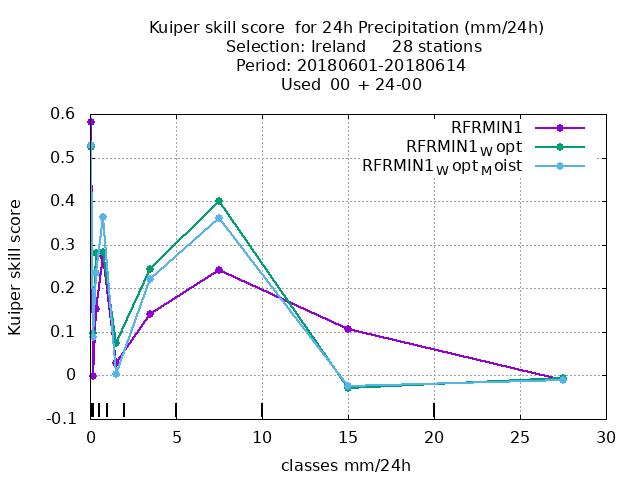 Kuiper skill score  for 24h Precipitation (mm/24h)
Selection: Ireland     28 stations
Period: 20180601-20180614
Used  00 + 24-00
RFRMIN1
RFRMIN1_W opt
RFRMIN1_W opt_M oist
Kuiper skill score
0.6
0.5
0.4
0.3
0.2
0.1
0
-0.1
0 5 10 15 20 25 30
classes mm/24h